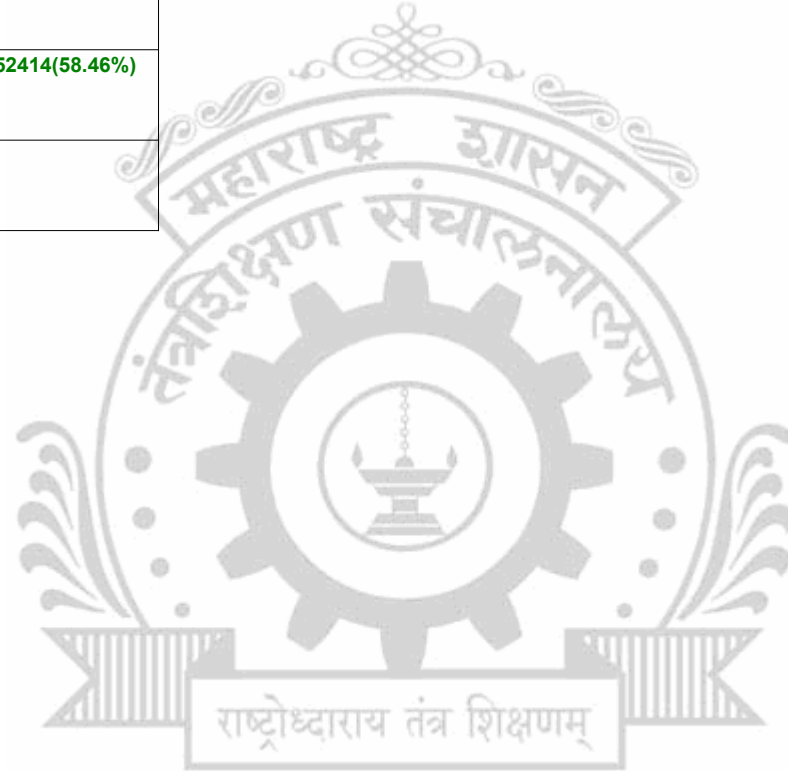 52414(58.46%)
महाराष्ट्र शासन
तंत्रशिक्षण संचालनालय
राष्ट्रोध्दाराय तंत्र शिक्षणम्